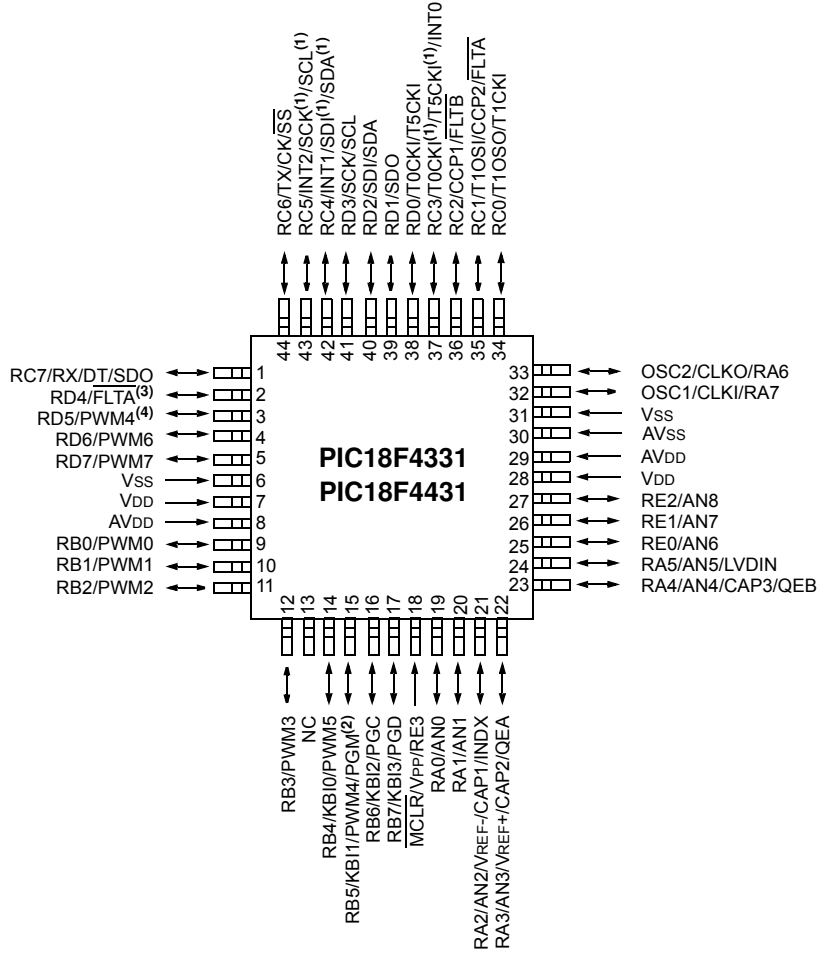 RC6/TX/CK/SS
RC5/INT2/SCK(1)/SCL(1)
RC4/INT1/SDI(1)/SDA(1)
RD3/SCK/SCL
RD2/SDI/SDA
RD1/SDO
RD0/T0CKI/T5CKI
RC3/T0CKI(1)/T5CKI(1)/INT0
RC2/CCP1/FLTB
RC1/T1OSI/CCP2/FLTA
RC0/T1OSO/T1CKI
44
43
42
41
40
39
38
37
36
35
34
RC7/RX/DT/SDO 1
RD4/FLTA(3) 2
RD5/PWM4(4) 3
RD6/PWM6 4
RD7/PWM7 5
VSS 6
VDD 7
AVDD 8
RB0/PWM0 9
RB1/PWM1 10
RB2/PWM2 11
PIC18F4331
PIC18F4431
33 OSC2/CLKO/RA6
32 OSC1/CLKI/RA7
31 VSS
30 AVSS
29 AVDD
28 VDD
27 RE2/AN8
26 RE1/AN7
25 RE0/AN6
24 RA5/AN5/LVDIN
23 RA4/AN4/CAP3/QEB
12
13
14
15
16
17
18
19
20
21
22
RB3/PWM3
NC
RB4/KBI0/PWM5
RB5/KBI1/PWM4/PGM(2)
RB6/KBI2/PGC
RB7/KBI3/PGD
MCLR/VPP/RE3
RA0/AN0
RA1/AN1
RA2/AN2/VREF-/CAP1/INDX
RA3/AN3/VREF+/CAP2/QEA